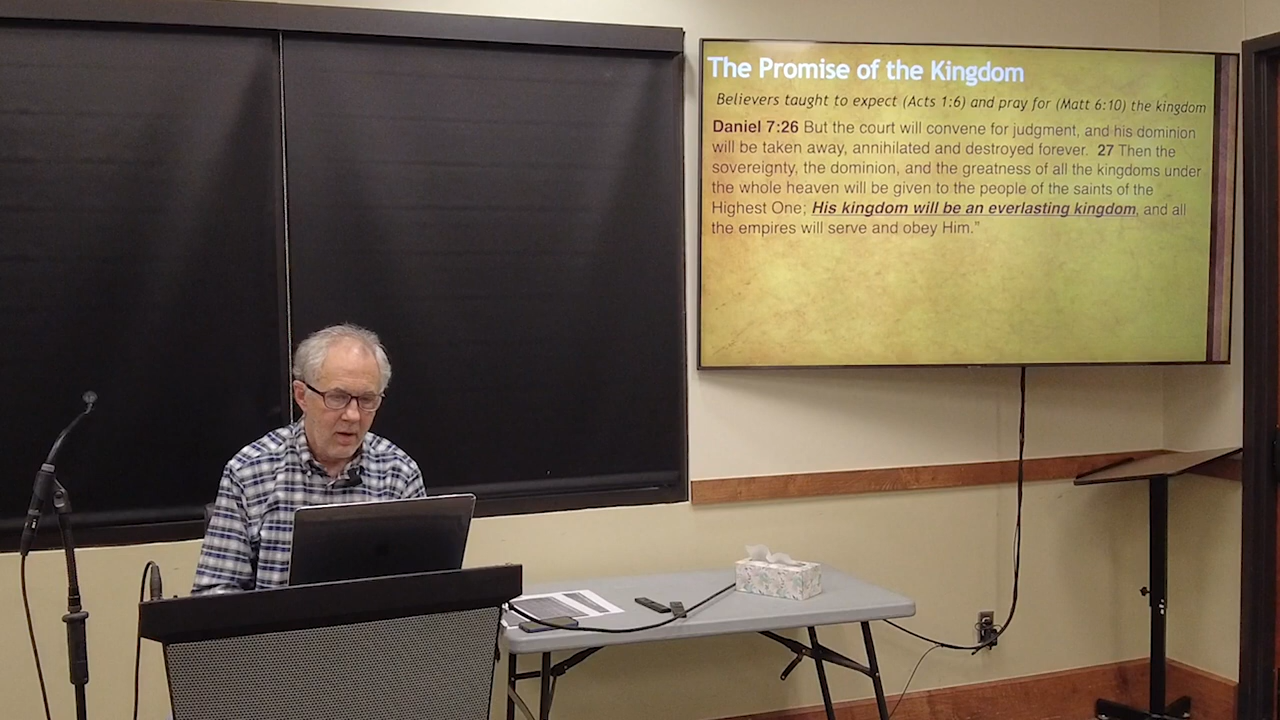 The Promise of the Kingdom
Believers taught to expect (Acts 1:6) and pray for (Matt 6:10) the kingdom
Daniel 7:26 But the court will convene for judgment, and his dominion
will be taken away, annihilated and destroyed forever. 27 Then the
sovereignty, the dominion, and the greatness of all the kingdoms under
the whole heaven will be given to the people of the saints of the
Highest One; His kingdom will be an everlasting kingdom, and all
the empires will serve and obey Him.”